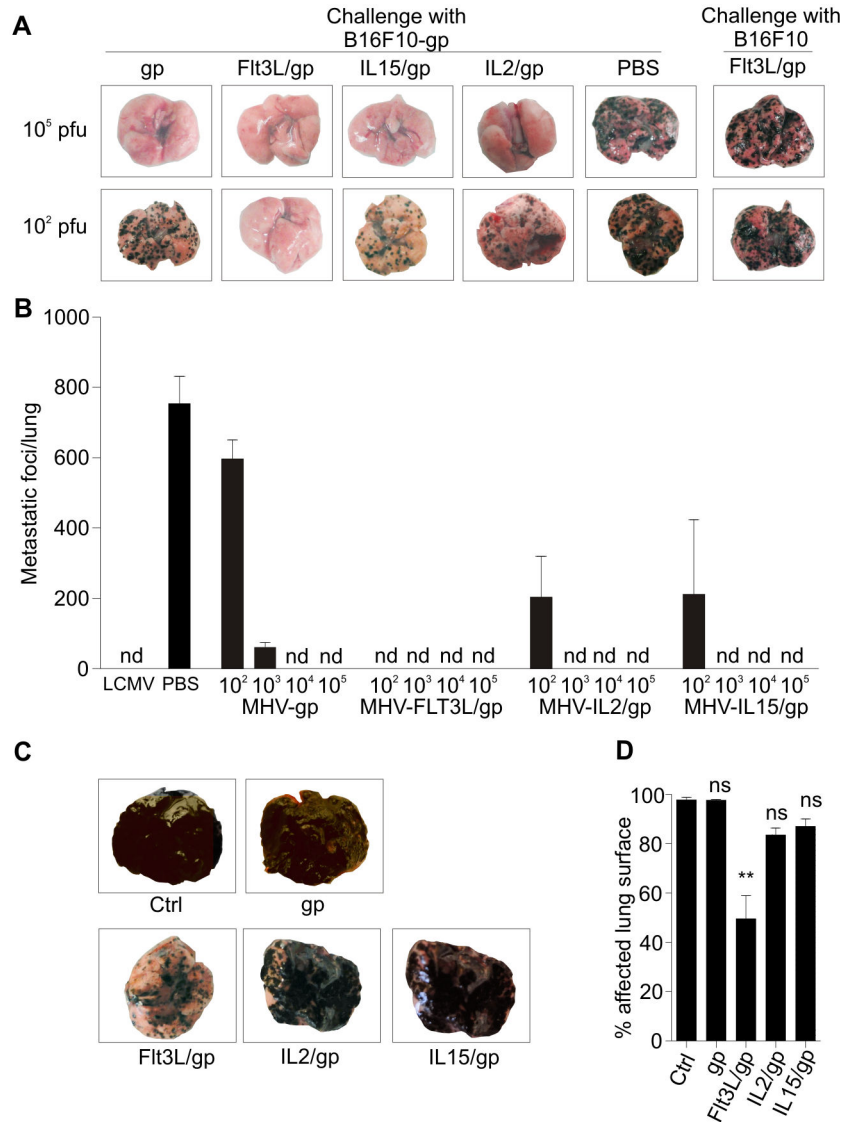 A
Challenge with
B16F10-gp
Challenge with
B16F10
gp Flt3L/gp IL15/gp IL2/gp PBS Flt3L/gp
10⁵ pfu
10² pfu
B
1000
800
600
400
200
0
Metastatic foci/lung
nd nd nd nd nd nd nd nd nd nd nd nd nd
LCMV PBS 10² 10³ 10⁴ 10⁵ 10² 10³ 10⁴ 10⁵ 10² 10³ 10⁴ 10⁵ 10² 10³ 10⁴ 10⁵
MHV-gp MHV-FLT3L/gp MHV-IL2/gp MHV-IL15/gp
C
Ctrl gp
Flt3L/gp IL2/gp IL15/gp
D
100
80
60
40
20
0
% affected lung surface
ns ** ns ns
Ctrl gp Flt3L/gp IL2/gp IL15/gp